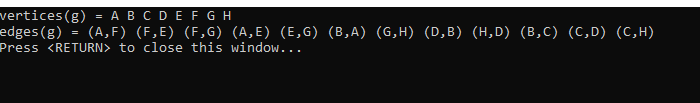 vertices(g) = A B C D E F G H
edges(g) = (A,F) (F,E) (F,G) (A,E) (E,G) (B,A) (G,H) (D,B) (H,D) (B,C) (C,D) (C,H)
Press <RETURN> to close this window...